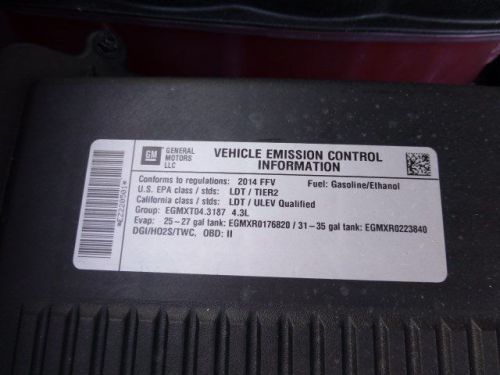 GM GENERAL MOTORS LLC
VEHICLE EMISSION CONTROL INFORMATION
Conforms to regulations: 2014 FFV Fuel: Gasoline/Ethanol
U.S. EPA class / stds: LDT / TIER2
California class / stds: LDT / ULEV Qualified
Group: EGMXT04.3187 4.3L
Evap: 25-27 gal tank: EGMXR0176820 / 31-35 gal tank: EGMXR0223840
DGI/HO2S/TWC, OBD: II